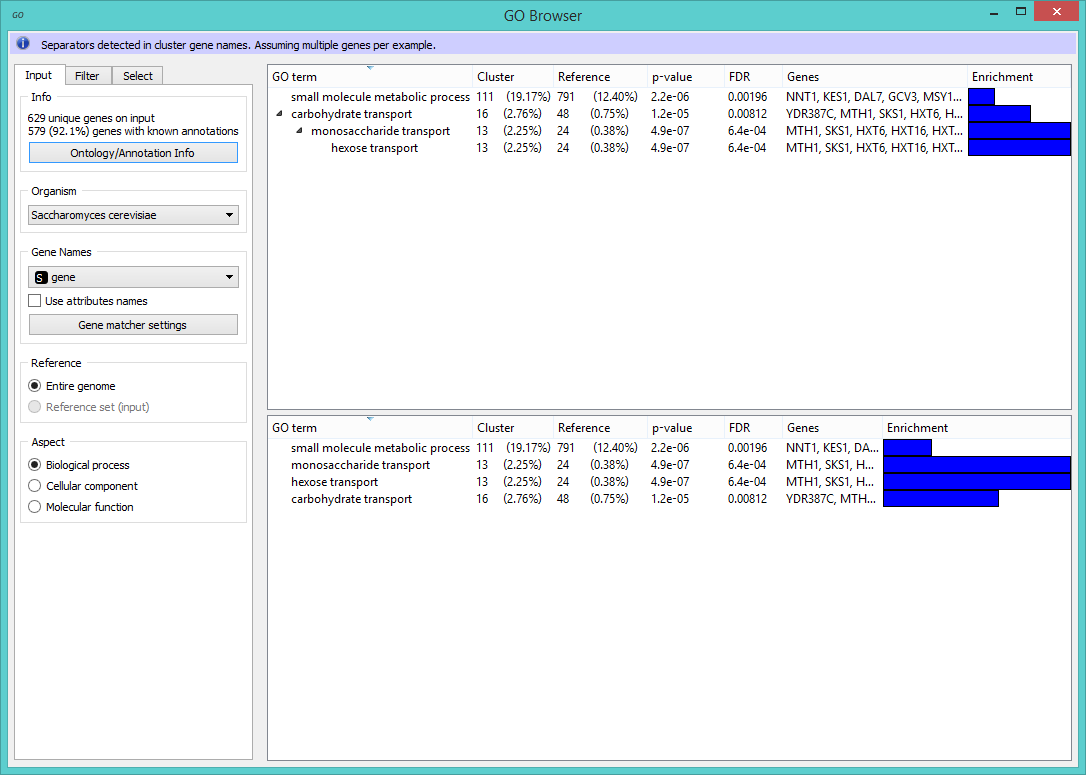 GO
GO Browser
Separators detected in cluster gene names. Assuming multiple genes per example.
Input Filter Select
Info
629 unique genes on input
579 (92.1%) genes with known annotations
Ontology/Annotation Info
Organism
Saccharomyces cerevisiae
Gene Names
S gene
Use attributes names
Gene matcher settings
Reference
Entire genome
Reference set (input)
Aspect
Biological process
Cellular component
Molecular function
GO term Cluster Reference p-value FDR Genes Enrichment
small molecule metabolic process 111 (19.17%) 791 (12.40%) 2.2e-06 0.00196 NNT1, KES1, DAL7, GCV3, MSY1...
carbohydrate transport 16 (2.76%) 48 (0.75%) 1.2e-05 0.00812 YDR387C, MTH1, SKS1, HXT6, H...
monosaccharide transport 13 (2.25%) 24 (0.38%) 4.9e-07 6.4e-04 MTH1, SKS1, HXT6, HXT16, HXT...
hexose transport 13 (2.25%) 24 (0.38%) 4.9e-07 6.4e-04 MTH1, SKS1, HXT6, HXT16, HXT...
GO term Cluster Reference p-value FDR Genes Enrichment
small molecule metabolic process 111 (19.17%) 791 (12.40%) 2.2e-06 0.00196 NNT1, KES1, DA...
monosaccharide transport 13 (2.25%) 24 (0.38%) 4.9e-07 6.4e-04 MTH1, SKS1, H...
hexose transport 13 (2.25%) 24 (0.38%) 4.9e-07 6.4e-04 MTH1, SKS1, H...
carbohydrate transport 16 (2.76%) 48 (0.75%) 1.2e-05 0.00812 YDR387C, MTH...